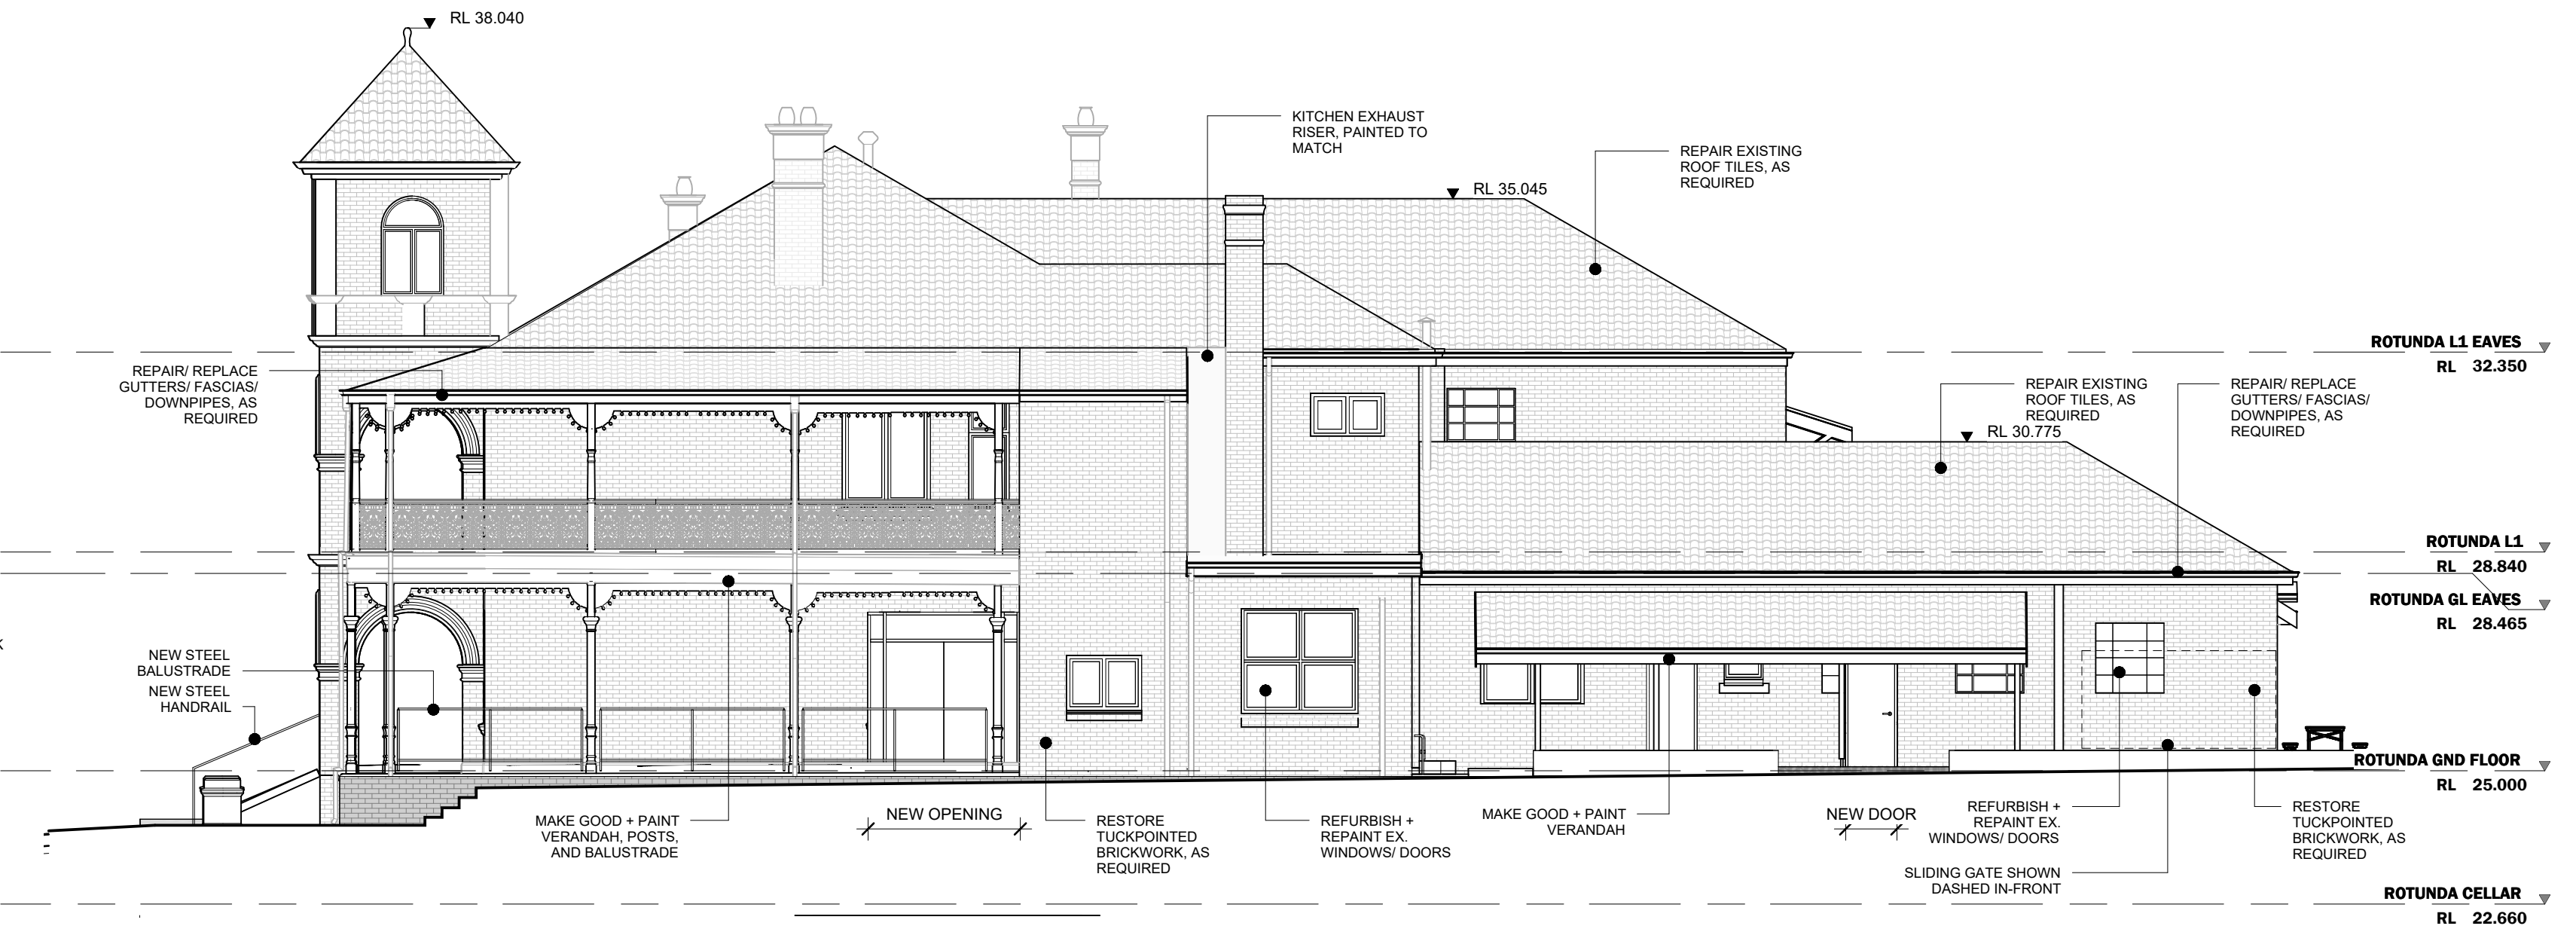 RL 38.040
KITCHEN EXHAUST
RISER, PAINTED TO
MATCH
REPAIR EXISTING
ROOF TILES, AS
REQUIRED
RL 35.045
ROTUNDA L1 EAVES
RL 32.350
REPAIR/ REPLACE
GUTTERS/ FASCIAS/
DOWNPIPES, AS
REQUIRED
REPAIR EXISTING
ROOF TILES, AS
REQUIRED
REPAIR/ REPLACE
GUTTERS/ FASCIAS/
DOWNPIPES, AS
REQUIRED
RL 30.775
ROTUNDA L1
RL 28.840
ROTUNDA GL EAVES
RL 28.465
NEW STEEL
BALUSTRADE
NEW STEEL
HANDRAIL
ROTUNDA GND FLOOR
RL 25.000
MAKE GOOD + PAINT
VERANDAH, POSTS,
AND BALUSTRADE
NEW OPENING
RESTORE
TUCKPOINTED
BRICKWORK, AS
REQUIRED
REFURBISH +
REPAINT EX.
WINDOWS/ DOORS
MAKE GOOD + PAINT
VERANDAH
NEW DOOR
REFURBISH +
REPAINT EX.
WINDOWS/ DOORS
RESTORE
TUCKPOINTED
BRICKWORK, AS
REQUIRED
SLIDING GATE SHOWN
DASHED IN-FRONT
ROTUNDA CELLAR
RL 22.660